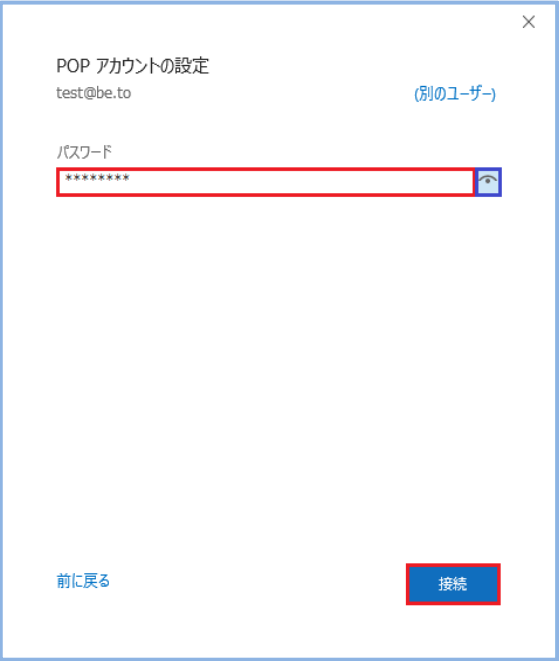 POP アカウントの設定
test@be.to
(別のユーザー)
パスワード
********
前に戻る
接続